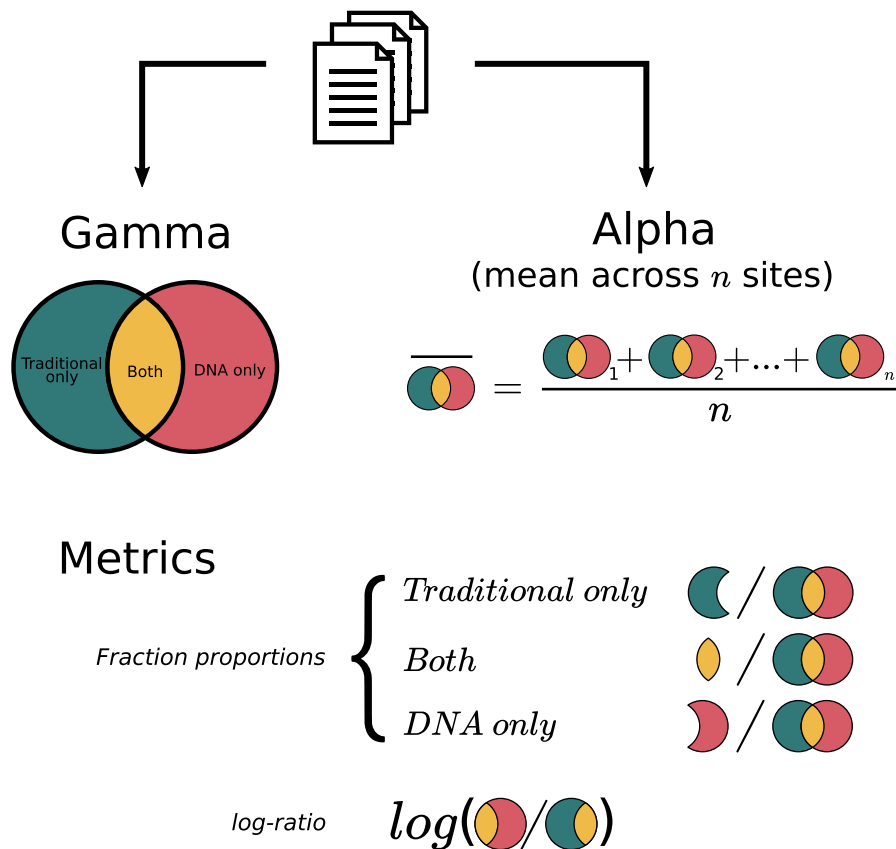 Gamma
Alpha
(mean across n sites)
Traditional
only
Both
DNA only
= 1 + 2 +...+ n
n
Metrics
Fraction proportions
{
Traditional only /
Both /
DNA only /
log-ratio
log( / )